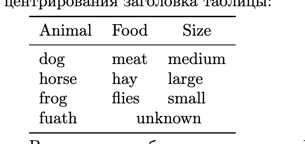 центрирования заголовка таблицы:
Animal Food Size
dog meat medium
horse hay large
frog flies small
fuath unknown